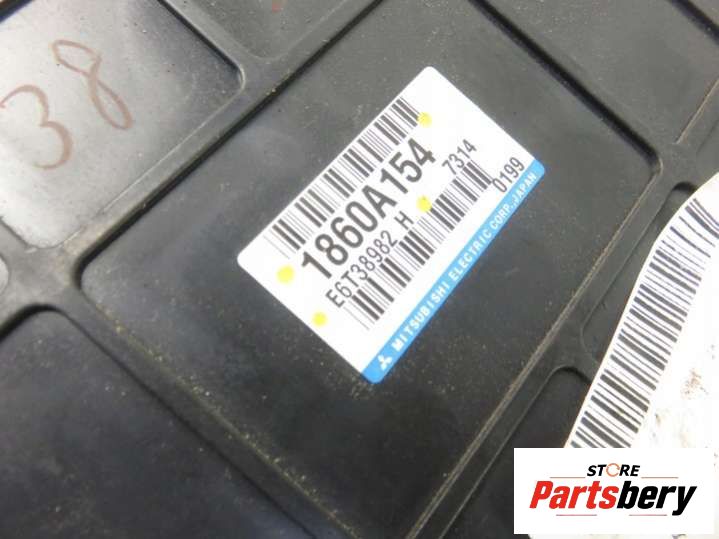 38
1860A154
E6T38982 H 7314
0199
MITSUBISHI ELECTRIC CORP., JAPAN
STORE
Partsbery